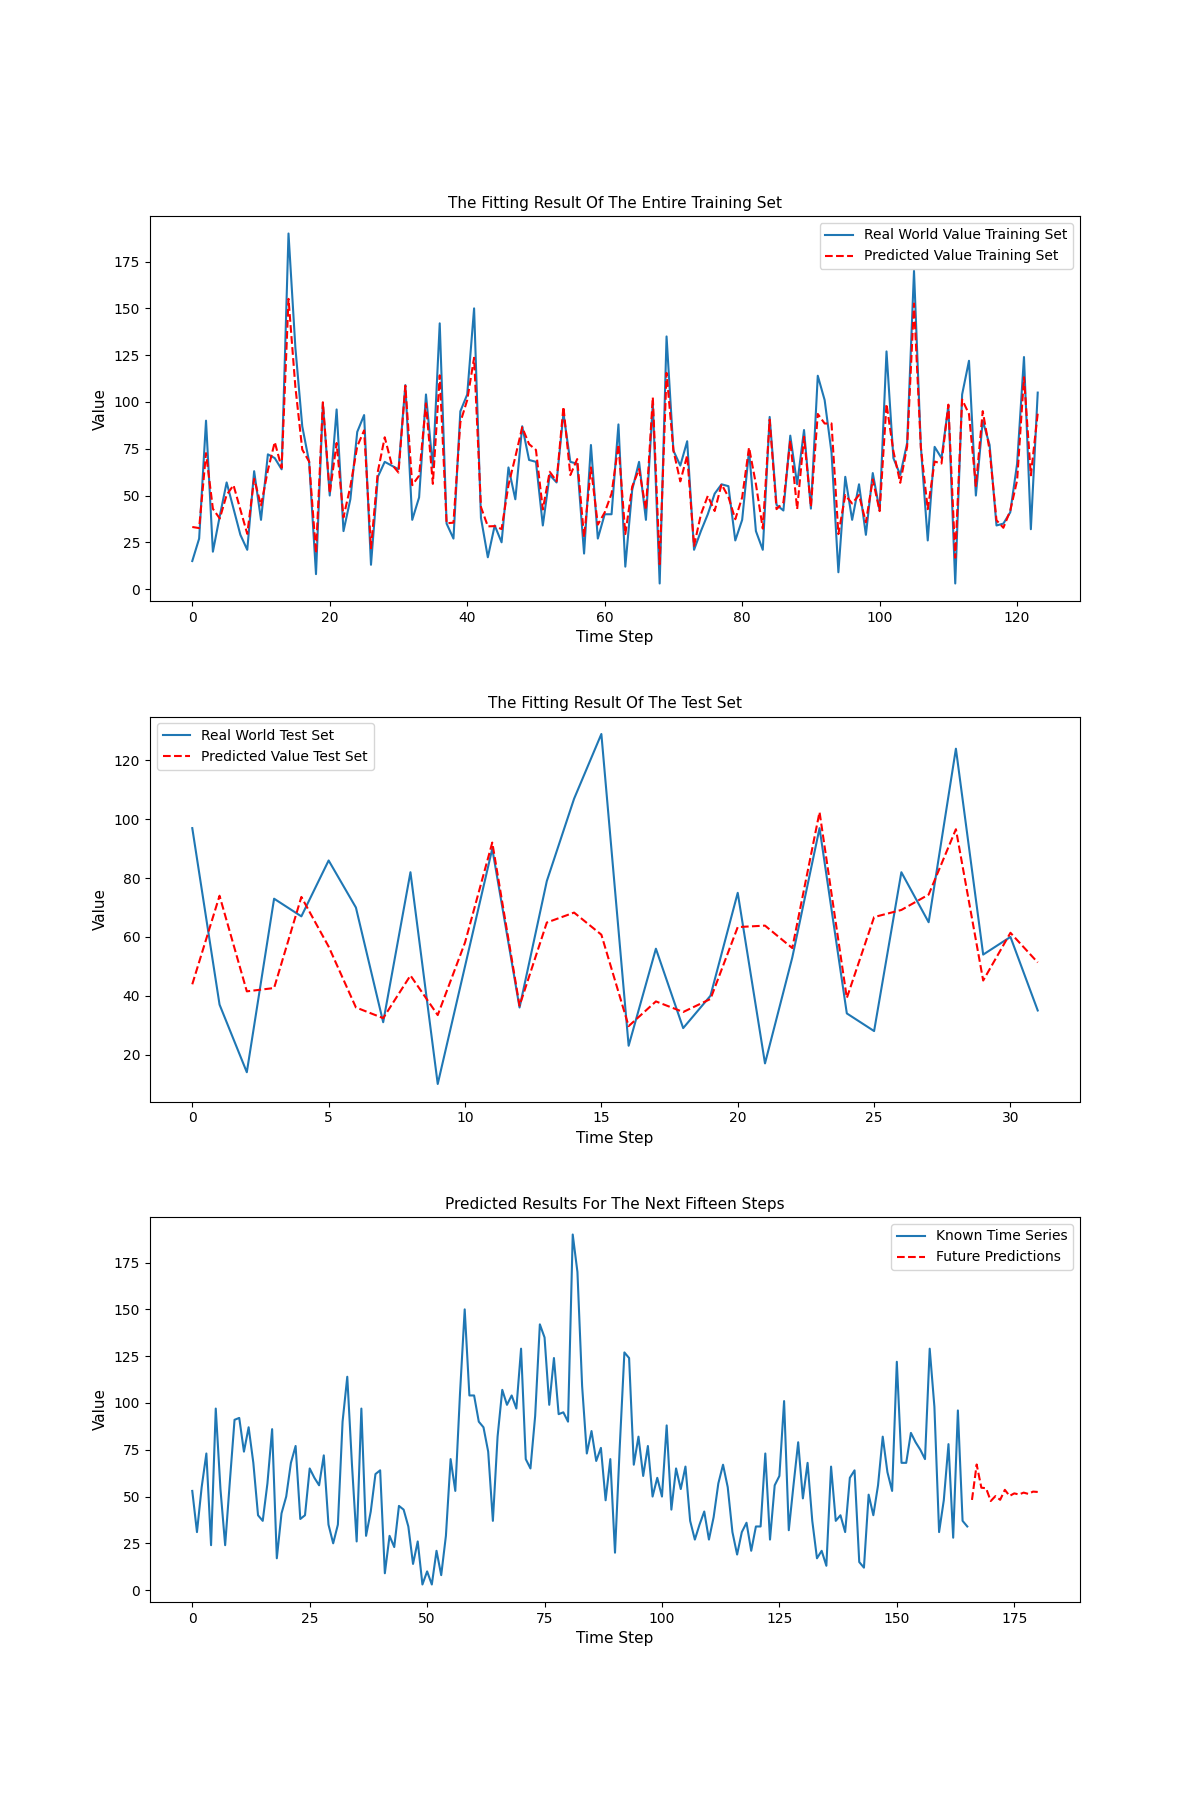 The Fitting Result Of The Entire Training Set
Real World Value Training Set
Predicted Value Training Set
Value
175
150
125
100
75
50
25
0
0 20 40 60 80 100 120
Time Step
The Fitting Result Of The Test Set
Real World Test Set
Predicted Value Test Set
Value
120
100
80
60
40
20
0 5 10 15 20 25 30
Time Step
Predicted Results For The Next Fifteen Steps
Known Time Series
Future Predictions
Value
175
150
125
100
75
50
25
0
0 25 50 75 100 125 150 175
Time Step